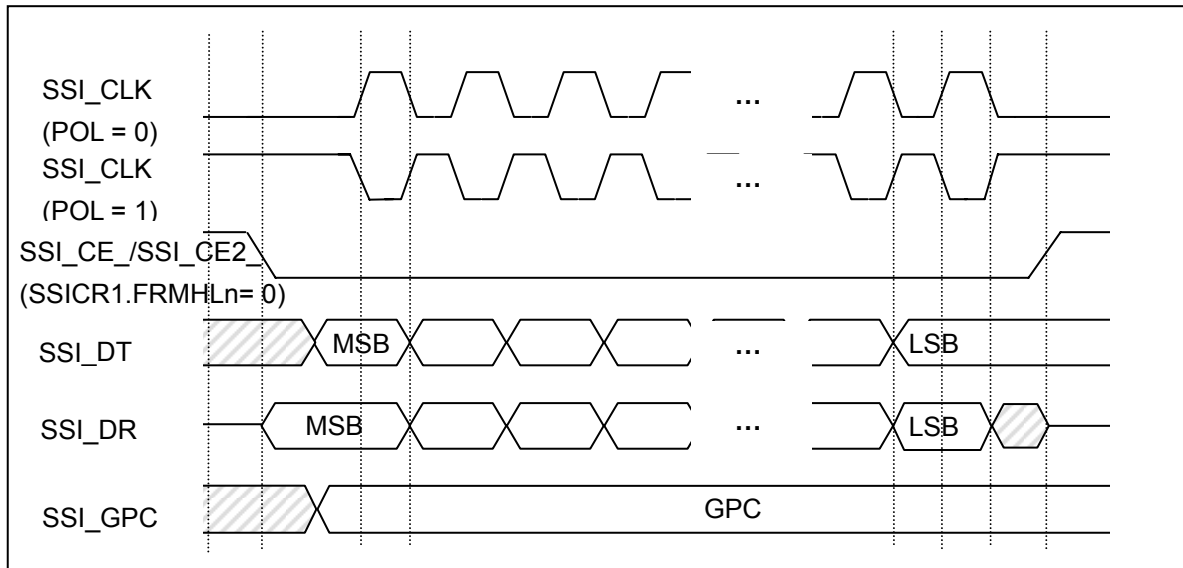 SSI_CLK
(POL = 0)
...
SSI_CLK
(POL = 1)
...
SSI_CE_/SSI_CE2_
(SSICR1.FRMHLn= 0)
SSI_DT MSB ... LSB
SSI_DR MSB ... LSB
SSI_GPC GPC